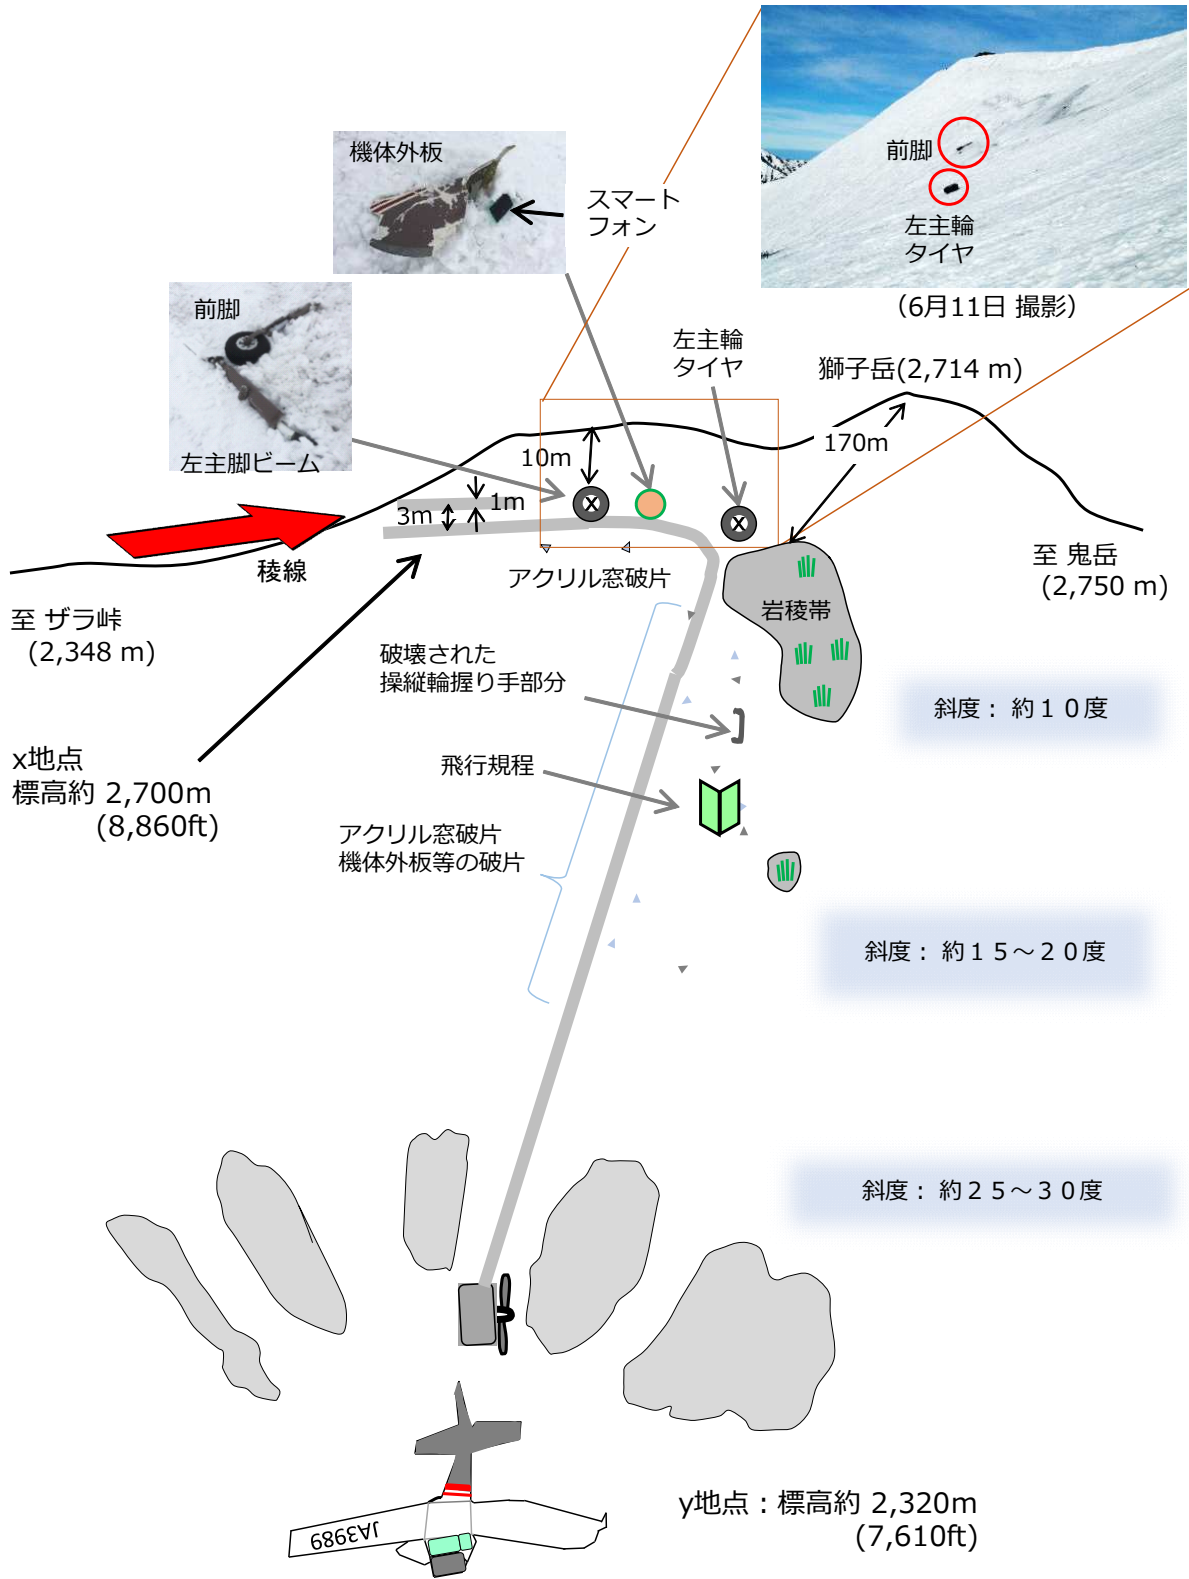 機体外板
スマート
フォン
前脚
左主輪
タイヤ
（6月11日 撮影）
前脚
左主脚ビーム
左主輪
タイヤ
獅子岳(2,714 m)
170m
10m
1m
3m
稜線
アクリル窓破片
至 ザラ峠
(2,348 m)
至 鬼岳
(2,750 m)
岩稜帯
破壊された
操縦輪握り手部分
斜度： 約１０度
x地点
標高約 2,700m
(8,860ft)
飛行規程
アクリル窓破片
機体外板等の破片
斜度： 約１５～２０度
斜度： 約２５～３０度
JA3989
y地点：標高約 2,320m
(7,610ft)